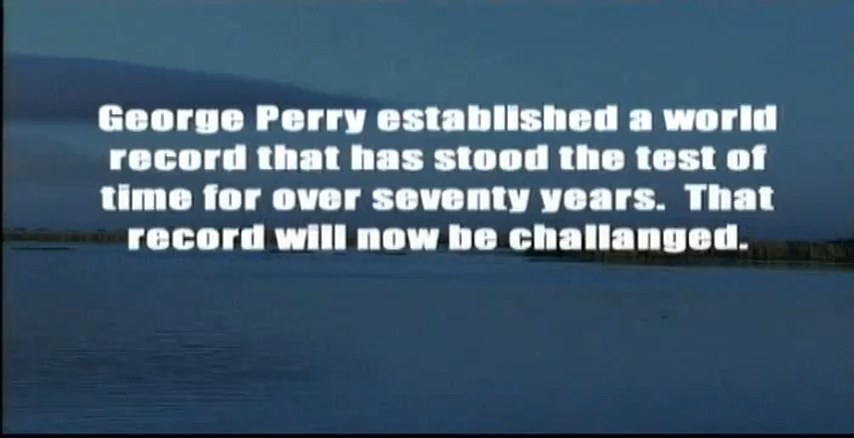 George Perry established a world
record that has stood the test of
time for over seventy years.  That
record will now be challanged.